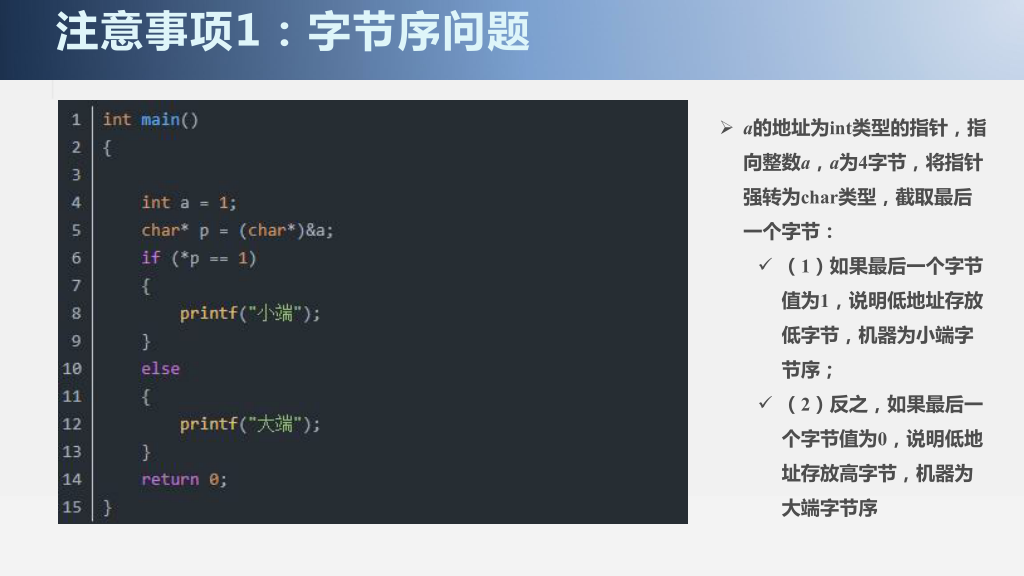 注意事项1：字节序问题
1 int main()
2 {
3
4     int a = 1;
5     char* p = (char*)&a;
6     if (*p == 1)
7     {
8         printf("小端");
9     }
10     else
11     {
12         printf("大端");
13     }
14     return 0;
15 }
➢ a的地址为int类型的指针，指
向整数a，a为4字节，将指针
强转为char类型，截取最后
一个字节：
✓ （1）如果最后一个字节
值为1，说明低地址存放
低字节，机器为小端字
节序；
✓ （2）反之，如果最后一
个字节值为0，说明低地
址存放高字节，机器为
大端字节序